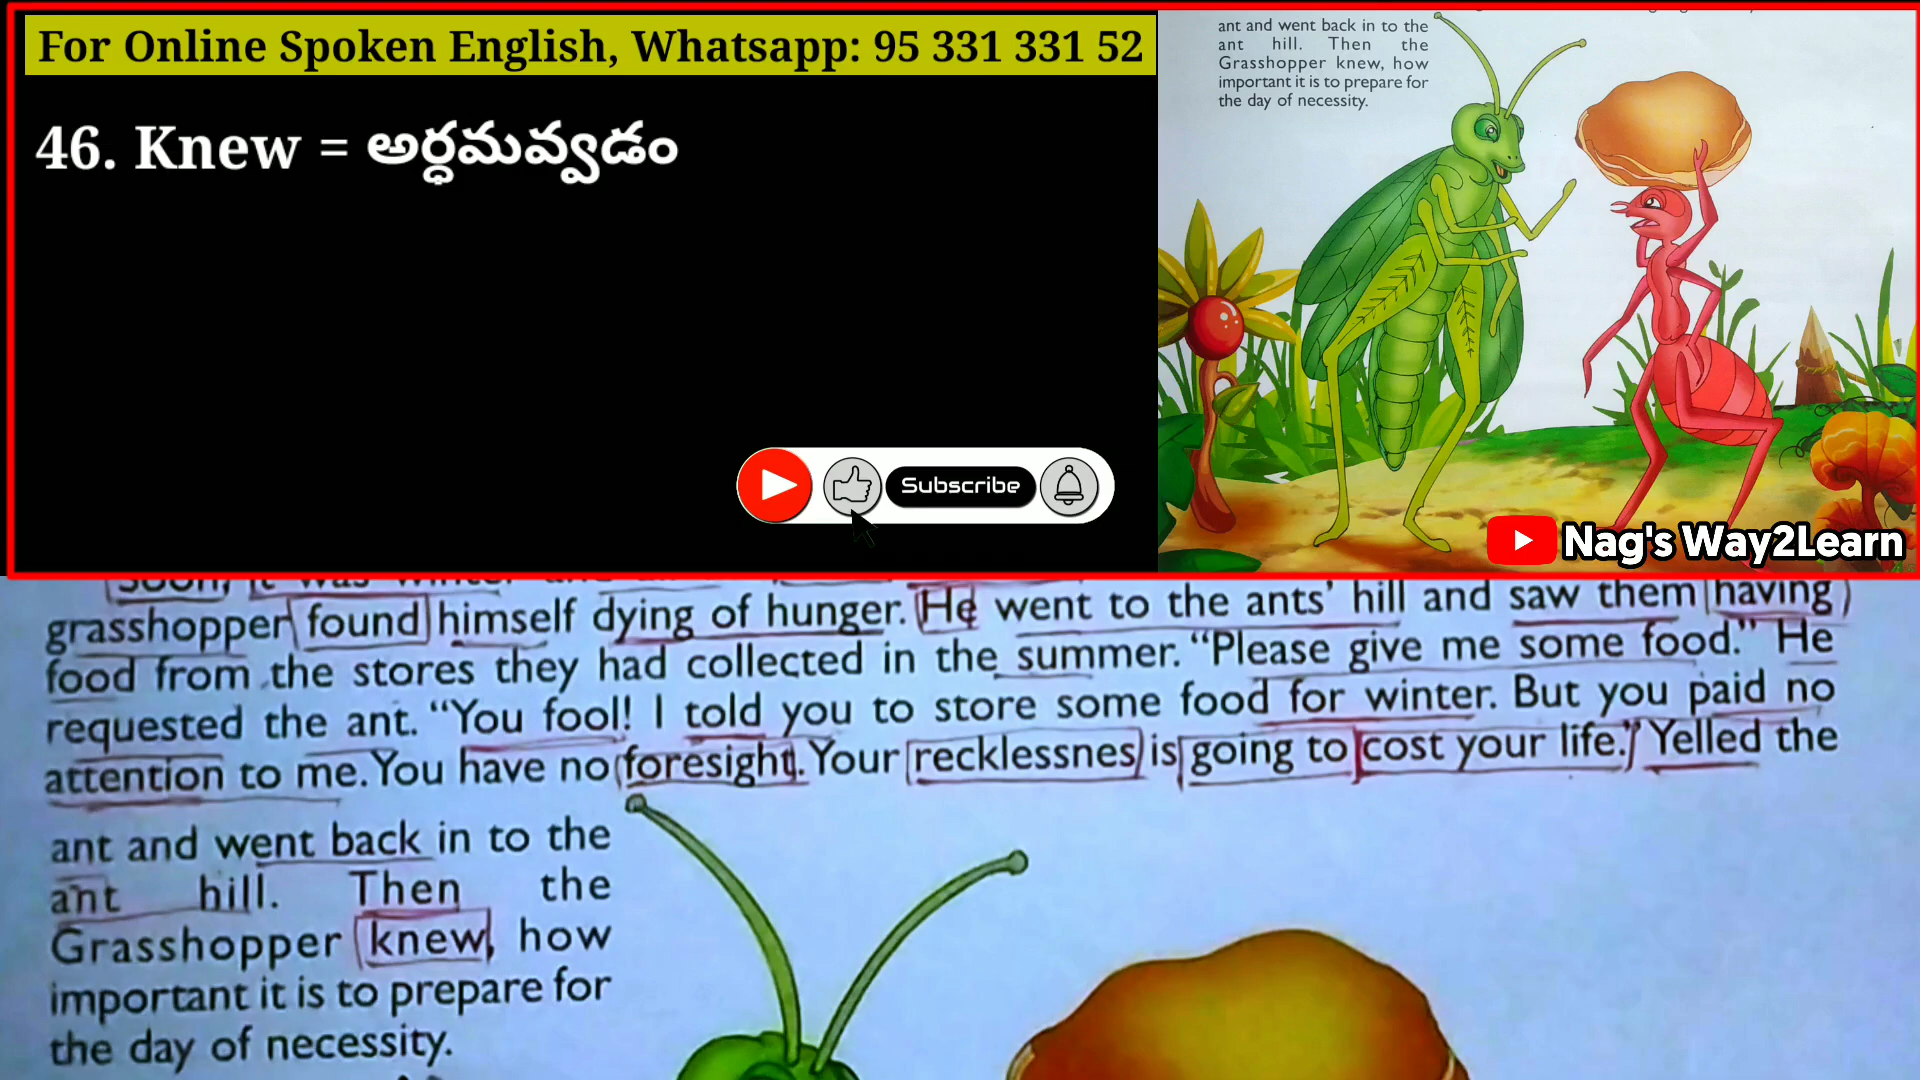 For Online Spoken English, Whatsapp: 95 331 331 52
46. Knew = అర్ధమవ్వడం
Subscribe
ant and went back in to the
ant hill. Then the
Grasshopper knew, how
important it is to prepare for
the day of necessity.
Nag's Way2Learn
Soon, it was winter
grasshopper found himself dying of hunger. He went to the ants' hill and saw them having
food from the stores they had collected in the summer. “Please give me some food.” He
requested the ant. “You fool! I told you to store some food for winter. But you paid no
attention to me. You have no foresight. Your recklessnes is going to cost your life.” Yelled the
ant and went back in to the
ant hill. Then the
Grasshopper knew, how
important it is to prepare for
the day of necessity.